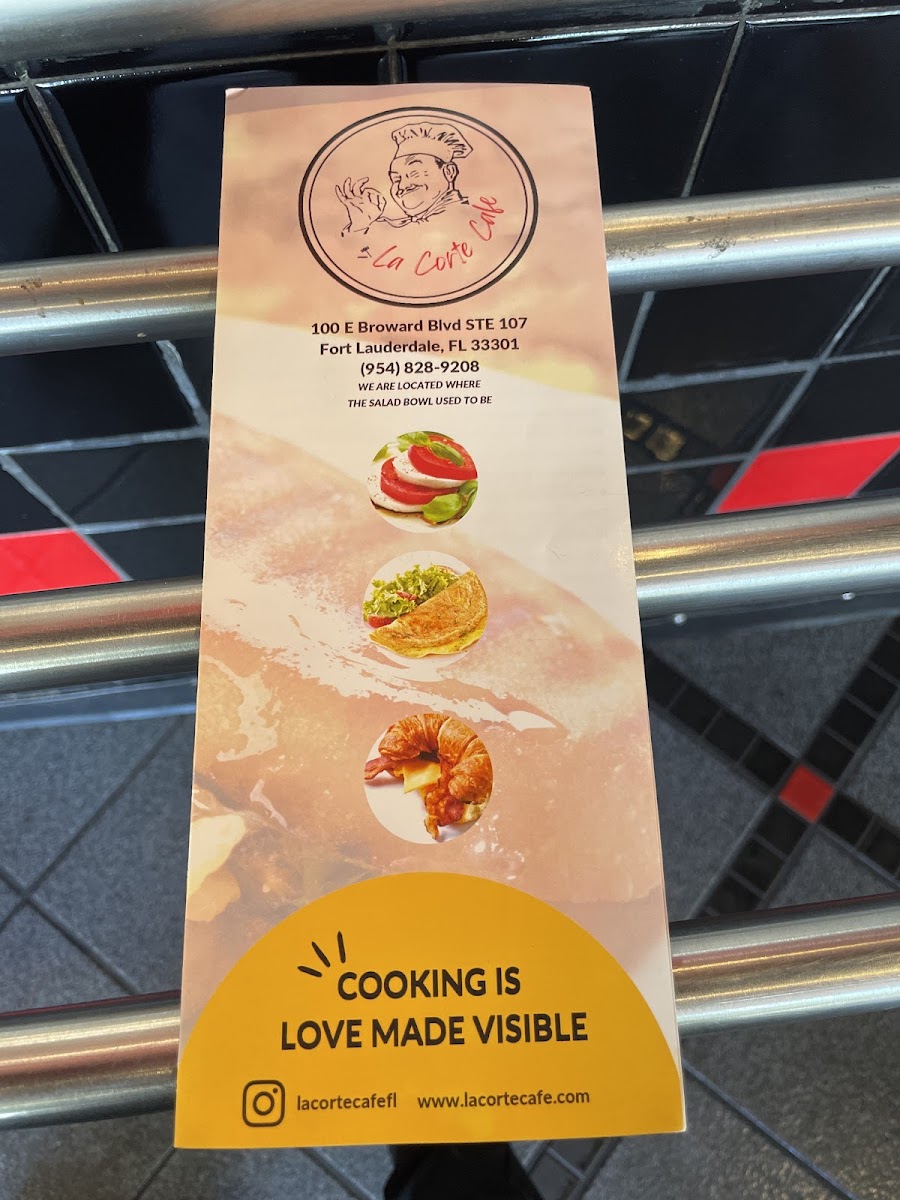 by La Corte Cafe
100 E Broward Blvd STE 107
Fort Lauderdale, FL 33301
(954) 828-9208
WE ARE LOCATED WHERE
THE SALAD BOWL USED TO BE
COOKING IS
LOVE MADE VISIBLE
lacortecafefl www.lacortecafe.com